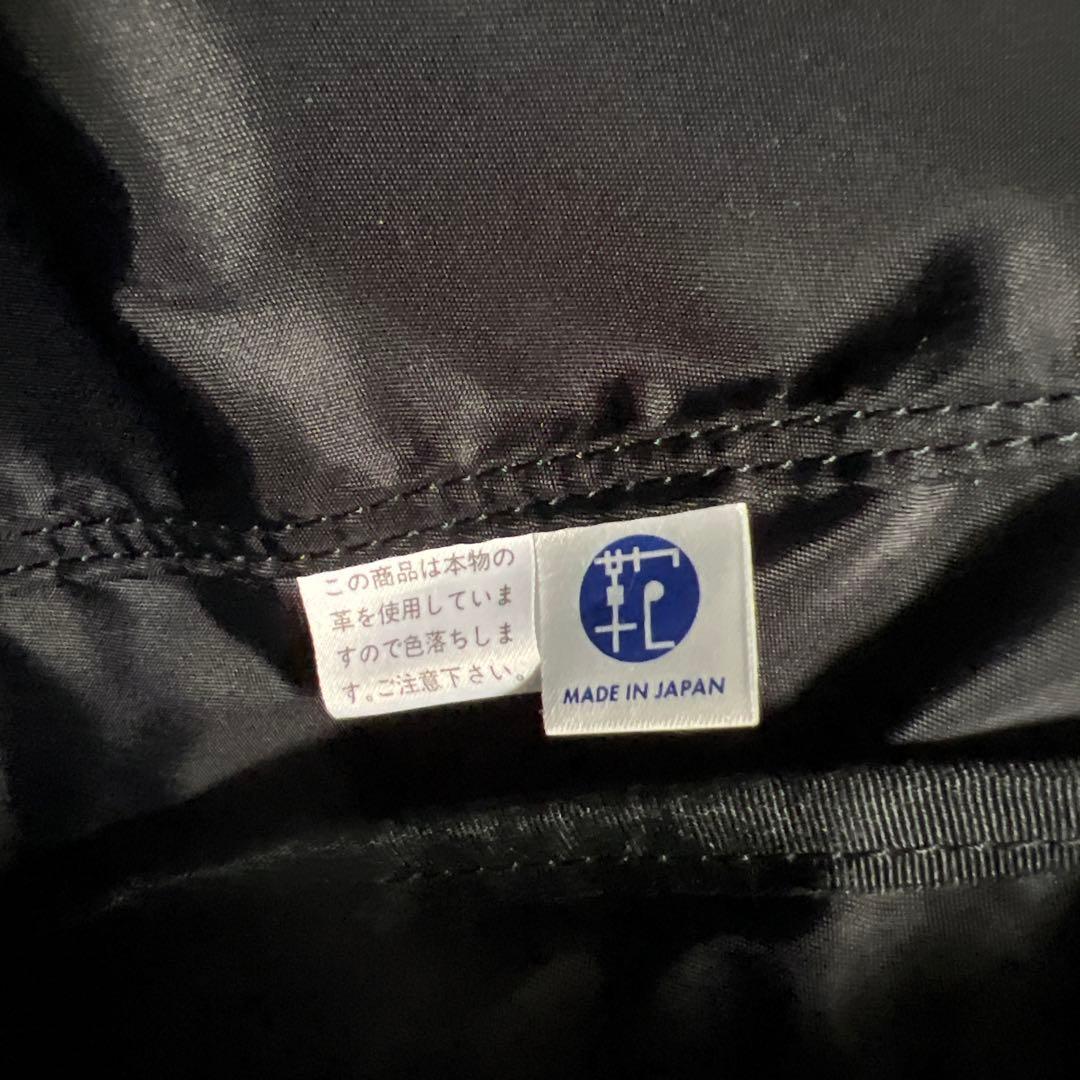 この商品は本物の
革を使用していま
すので色落ちしま
す。ご注意下さい。
鞄
MADE IN JAPAN